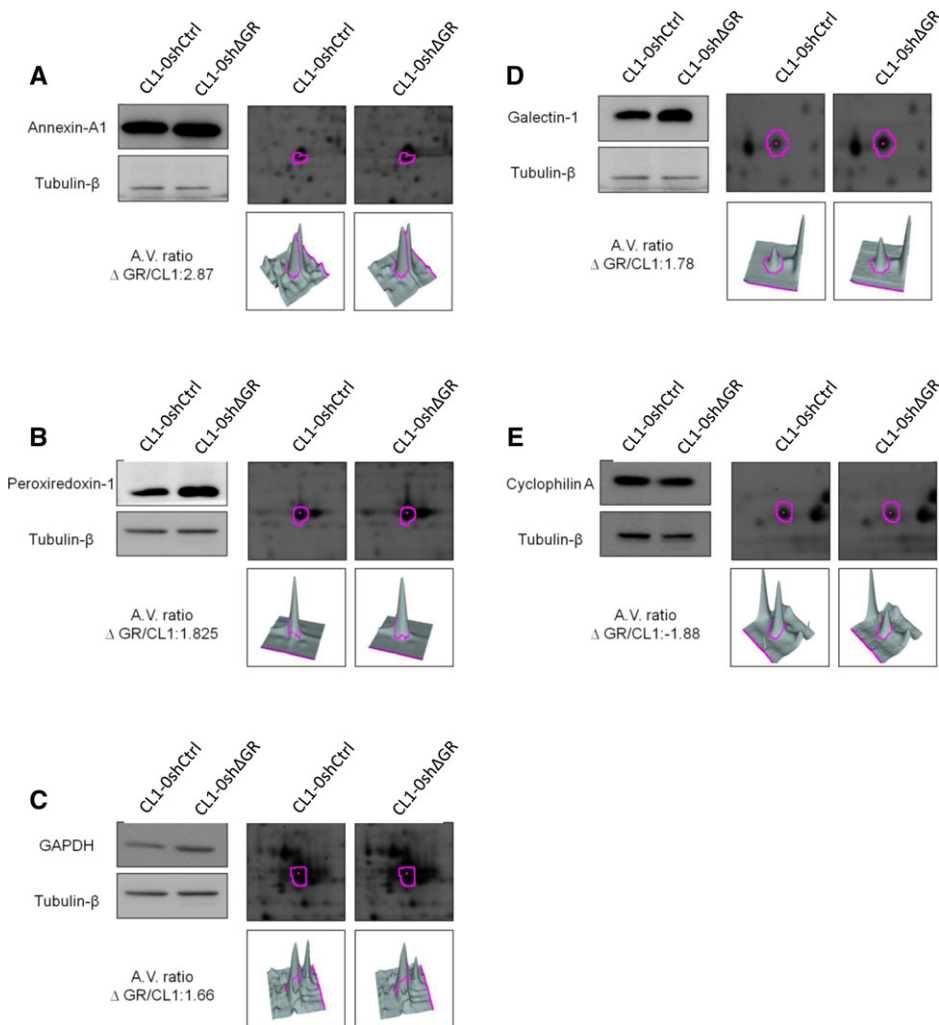 A
CL1-0shCtrl
CL1-0shΔGR
CL1-0shCtrl
CL1-0shΔGR
Annexin-A1
Tubulin-β
A.V. ratio
Δ GR/CL1:2.87
B
CL1-0shCtrl
CL1-0shΔGR
CL1-0shCtrl
CL1-0shΔGR
Peroxiredoxin-1
Tubulin-β
A.V. ratio
Δ GR/CL1:1.825
C
CL1-0shCtrl
CL1-0shΔGR
CL1-0shCtrl
CL1-0shΔGR
GAPDH
Tubulin-β
A.V. ratio
Δ GR/CL1:1.66
D
CL1-0shCtrl
CL1-0shΔGR
CL1-0shCtrl
CL1-0shΔGR
Galectin-1
Tubulin-β
A.V. ratio
Δ GR/CL1:1.78
E
CL1-0shCtrl
CL1-0shΔGR
CL1-0shCtrl
CL1-0shΔGR
Cyclophilin A
Tubulin-β
A.V. ratio
Δ GR/CL1:-1.88